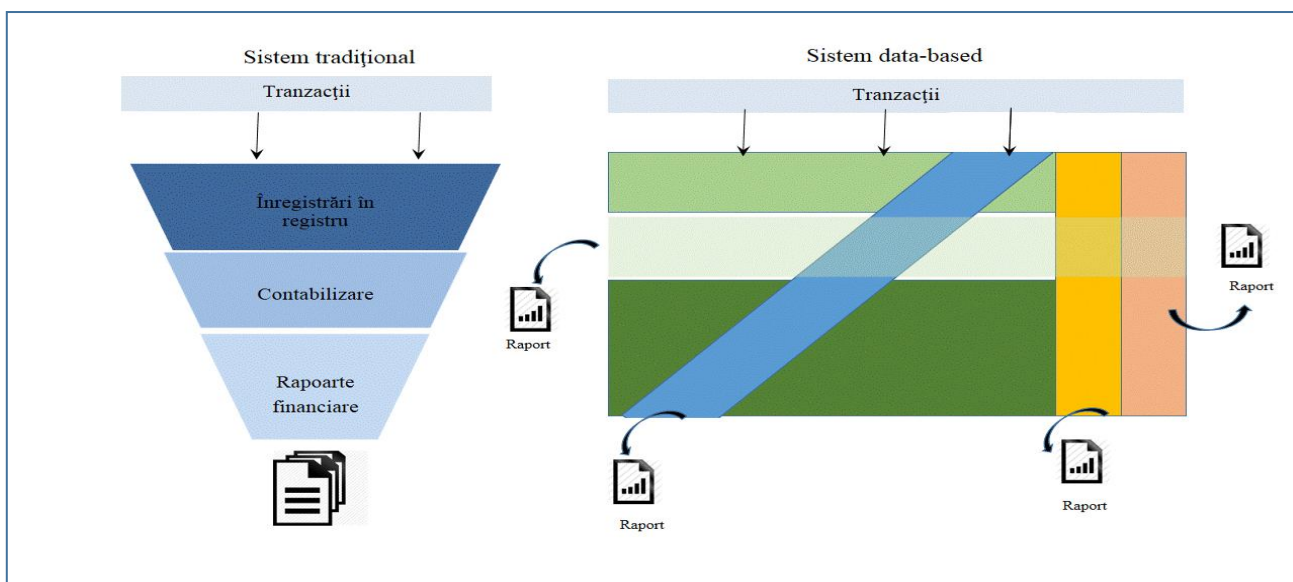 Sistem tradiţional
Tranzacţii
Înregistrări în
registru
Contabilizare
Rapoarte
financiare
Sistem data-based
Tranzacţii
Raport
Raport
Raport
Raport